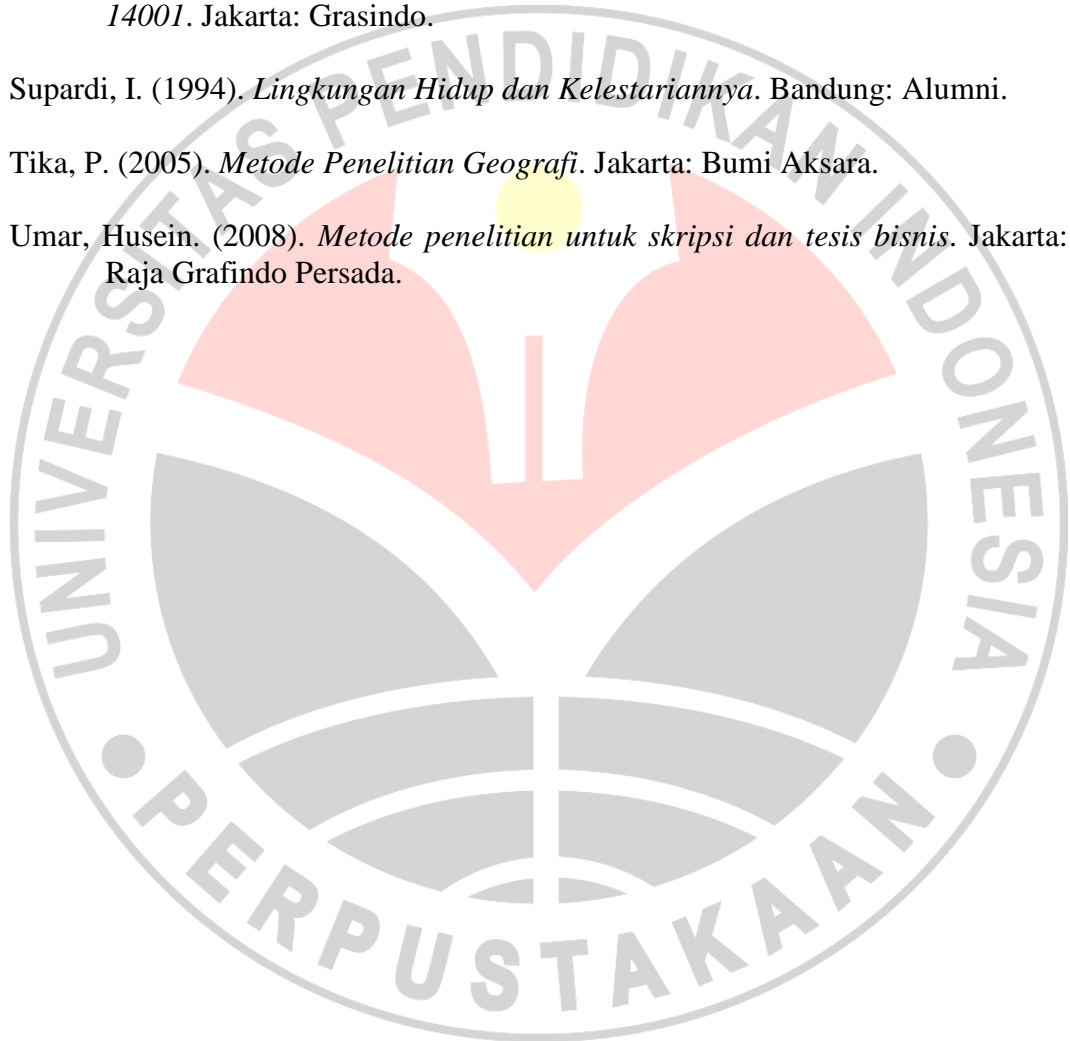 14001. Jakarta: Grasindo.
Supardi, I. (1994). Lingkungan Hidup dan Kelestariannya. Bandung: Alumni.
Tika, P. (2005). Metode Penelitian Geografi. Jakarta: Bumi Aksara.
Umar, Husein. (2008). Metode penelitian untuk skripsi dan tesis bisnis. Jakarta:
Raja Grafindo Persada.
UNIVERSITAS PENDIDIKAN INDONESIA
PERPUSTAKAAN